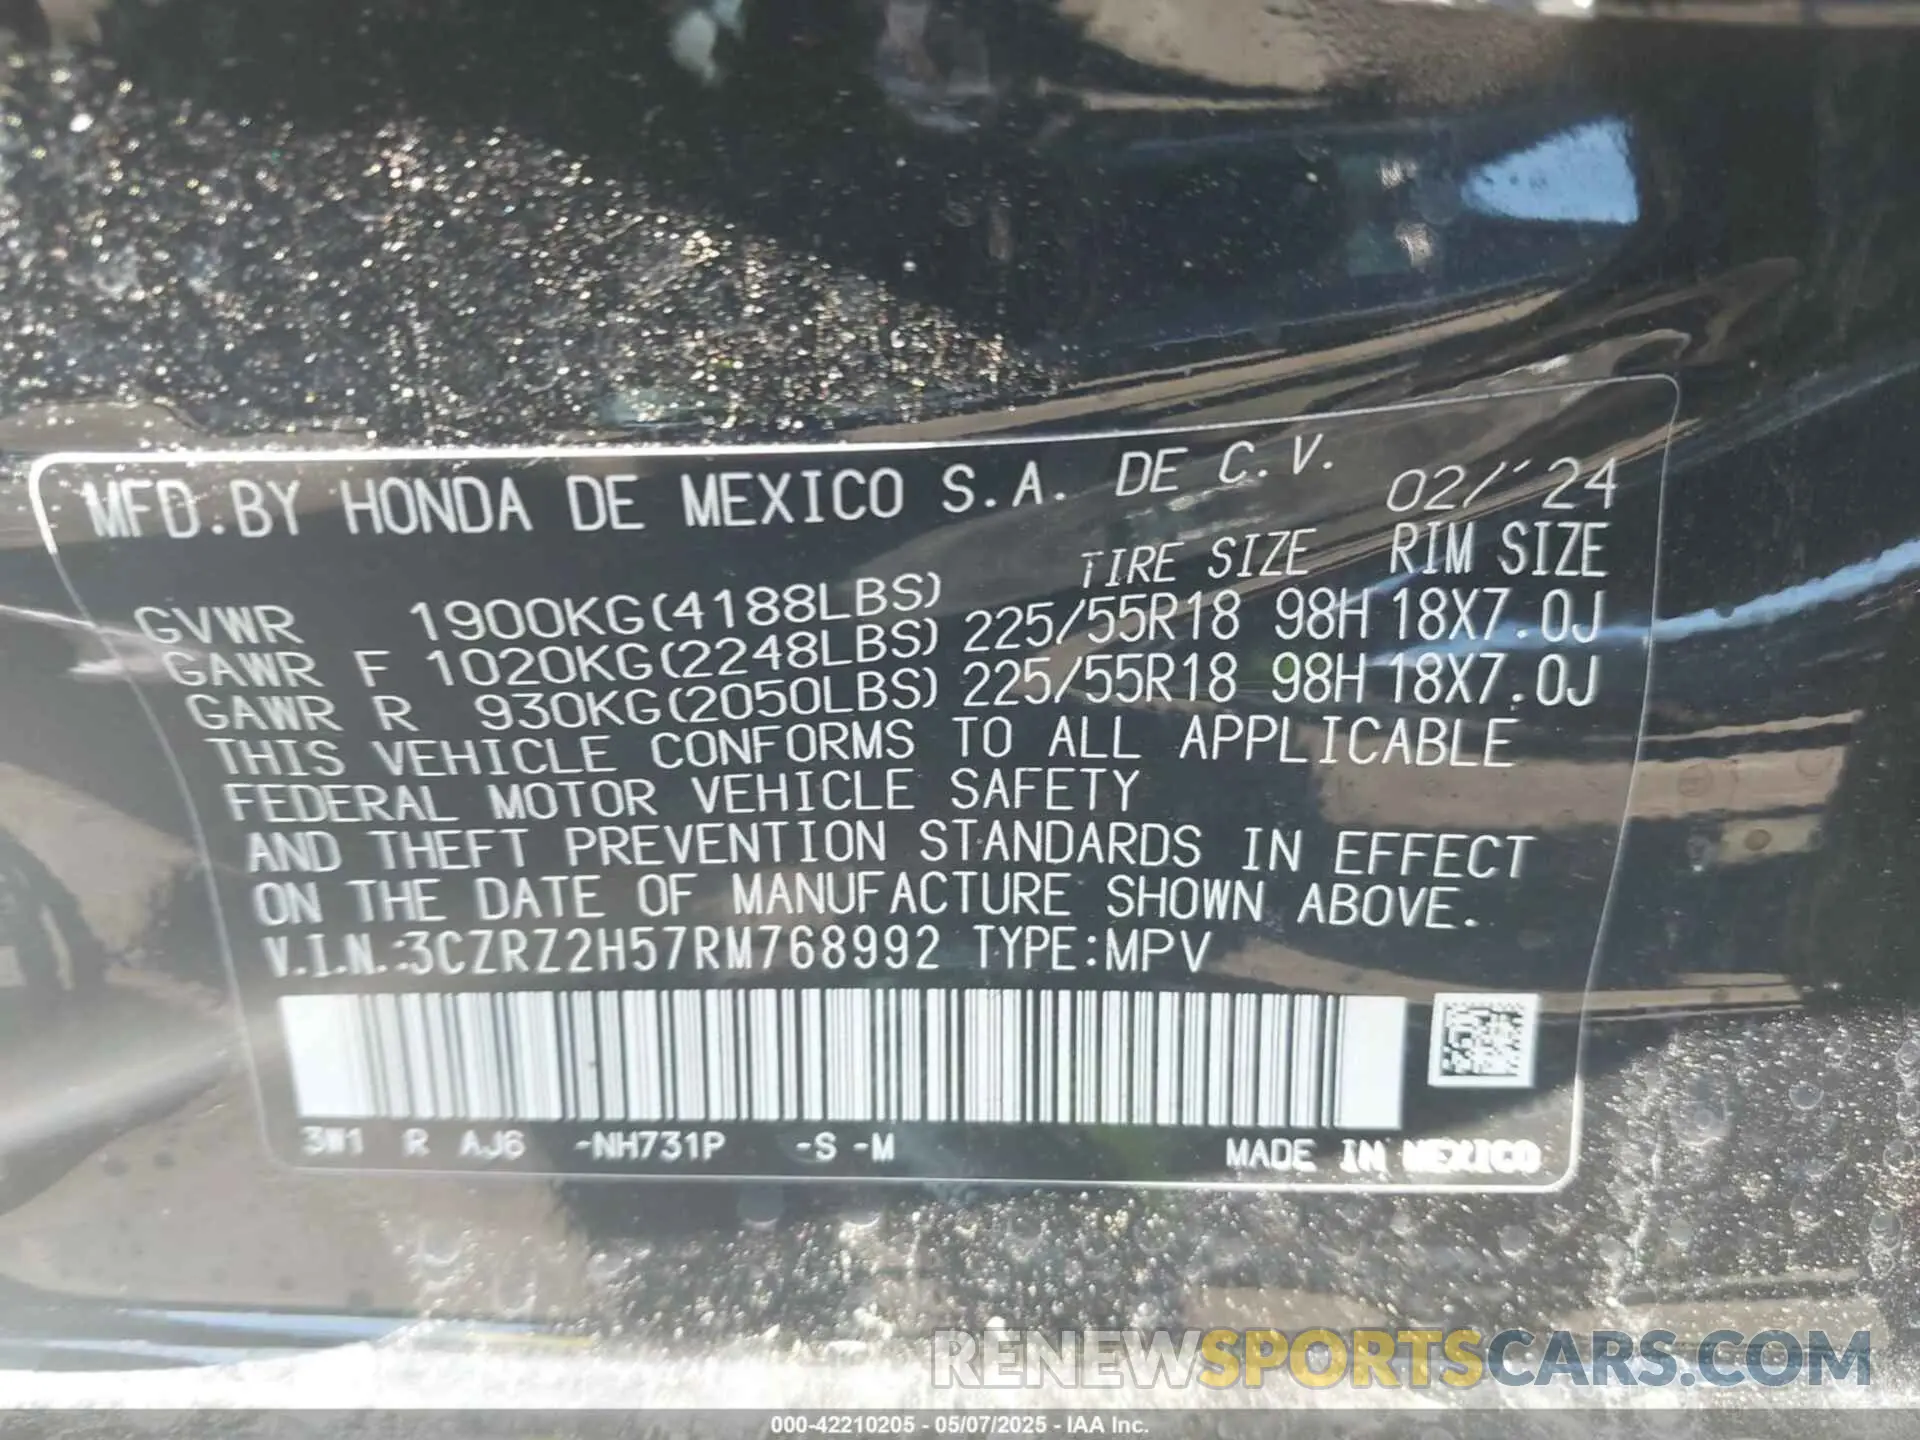 MFD.BY HONDA DE MEXICO S.A. DE C.V. 02/'24
TIRE SIZE RIM SIZE
GVWR 1900KG(4188LBS)
GAWR F 1020KG(2248LBS) 225/55R18 98H 18X7.0J
GAWR R 930KG(2050LBS) 225/55R18 98H 18X7.0J
THIS VEHICLE CONFORMS TO ALL APPLICABLE
FEDERAL MOTOR VEHICLE SAFETY
AND THEFT PREVENTION STANDARDS IN EFFECT
ON THE DATE OF MANUFACTURE SHOWN ABOVE.
V.I.N.:3CZRZ2H57RM768992 TYPE:MPV
3W1 R AJ6 -NH731P -S -M MADE IN MEXICO
RENEWSPORTSCARS.COM
000-42210205 - 05/07/2025 - IAA Inc.